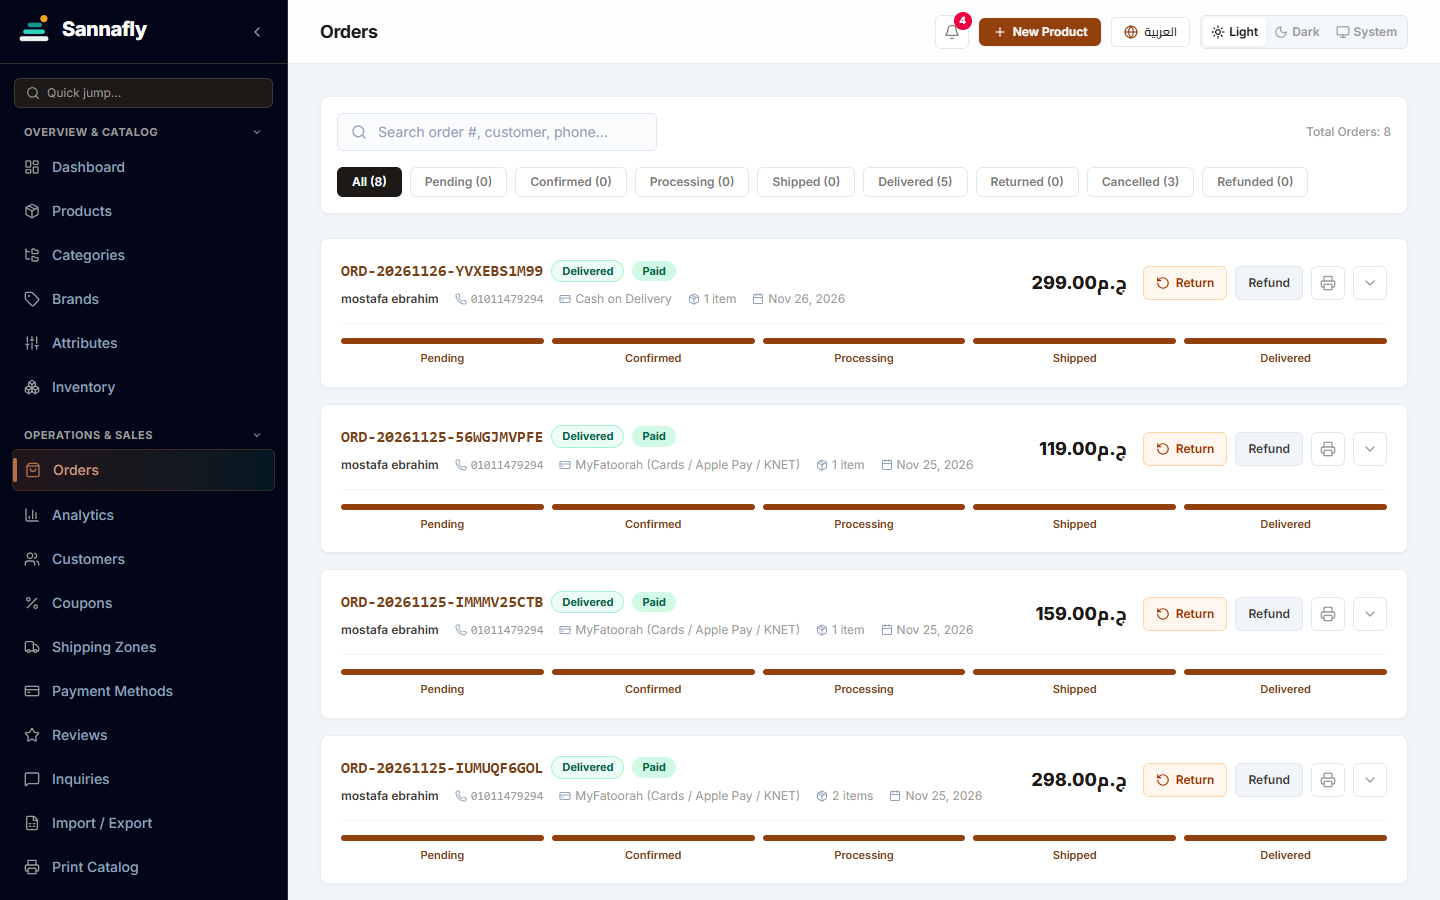 Sannafly
Quick jump...
OVERVIEW & CATALOG
Dashboard
Products
Categories
Brands
Attributes
Inventory
OPERATIONS & SALES
Orders
Analytics
Customers
Coupons
Shipping Zones
Payment Methods
Reviews
Inquiries
Import / Export
Print Catalog
Orders
4
New Product
العربية
Light
Dark
System
Search order #, customer, phone...
Total Orders: 8
All (8)
Pending (0)
Confirmed (0)
Processing (0)
Shipped (0)
Delivered (5)
Returned (0)
Cancelled (3)
Refunded (0)
ORD-20261126-YVXEBS1M99 Delivered Paid
mostafa ebrahim 01011479294 Cash on Delivery 1 item Nov 26, 2026
299.00ج.م
Return
Refund
Pending Confirmed Processing Shipped Delivered
ORD-20261125-56WGJMVPFE Delivered Paid
mostafa ebrahim 01011479294 MyFatoorah (Cards / Apple Pay / KNET) 1 item Nov 25, 2026
119.00ج.م
Return
Refund
Pending Confirmed Processing Shipped Delivered
ORD-20261125-IMMMV25CTB Delivered Paid
mostafa ebrahim 01011479294 MyFatoorah (Cards / Apple Pay / KNET) 1 item Nov 25, 2026
159.00ج.م
Return
Refund
Pending Confirmed Processing Shipped Delivered
ORD-20261125-IUMUQF6GOL Delivered Paid
mostafa ebrahim 01011479294 MyFatoorah (Cards / Apple Pay / KNET) 2 items Nov 25, 2026
298.00ج.م
Return
Refund
Pending Confirmed Processing Shipped Delivered